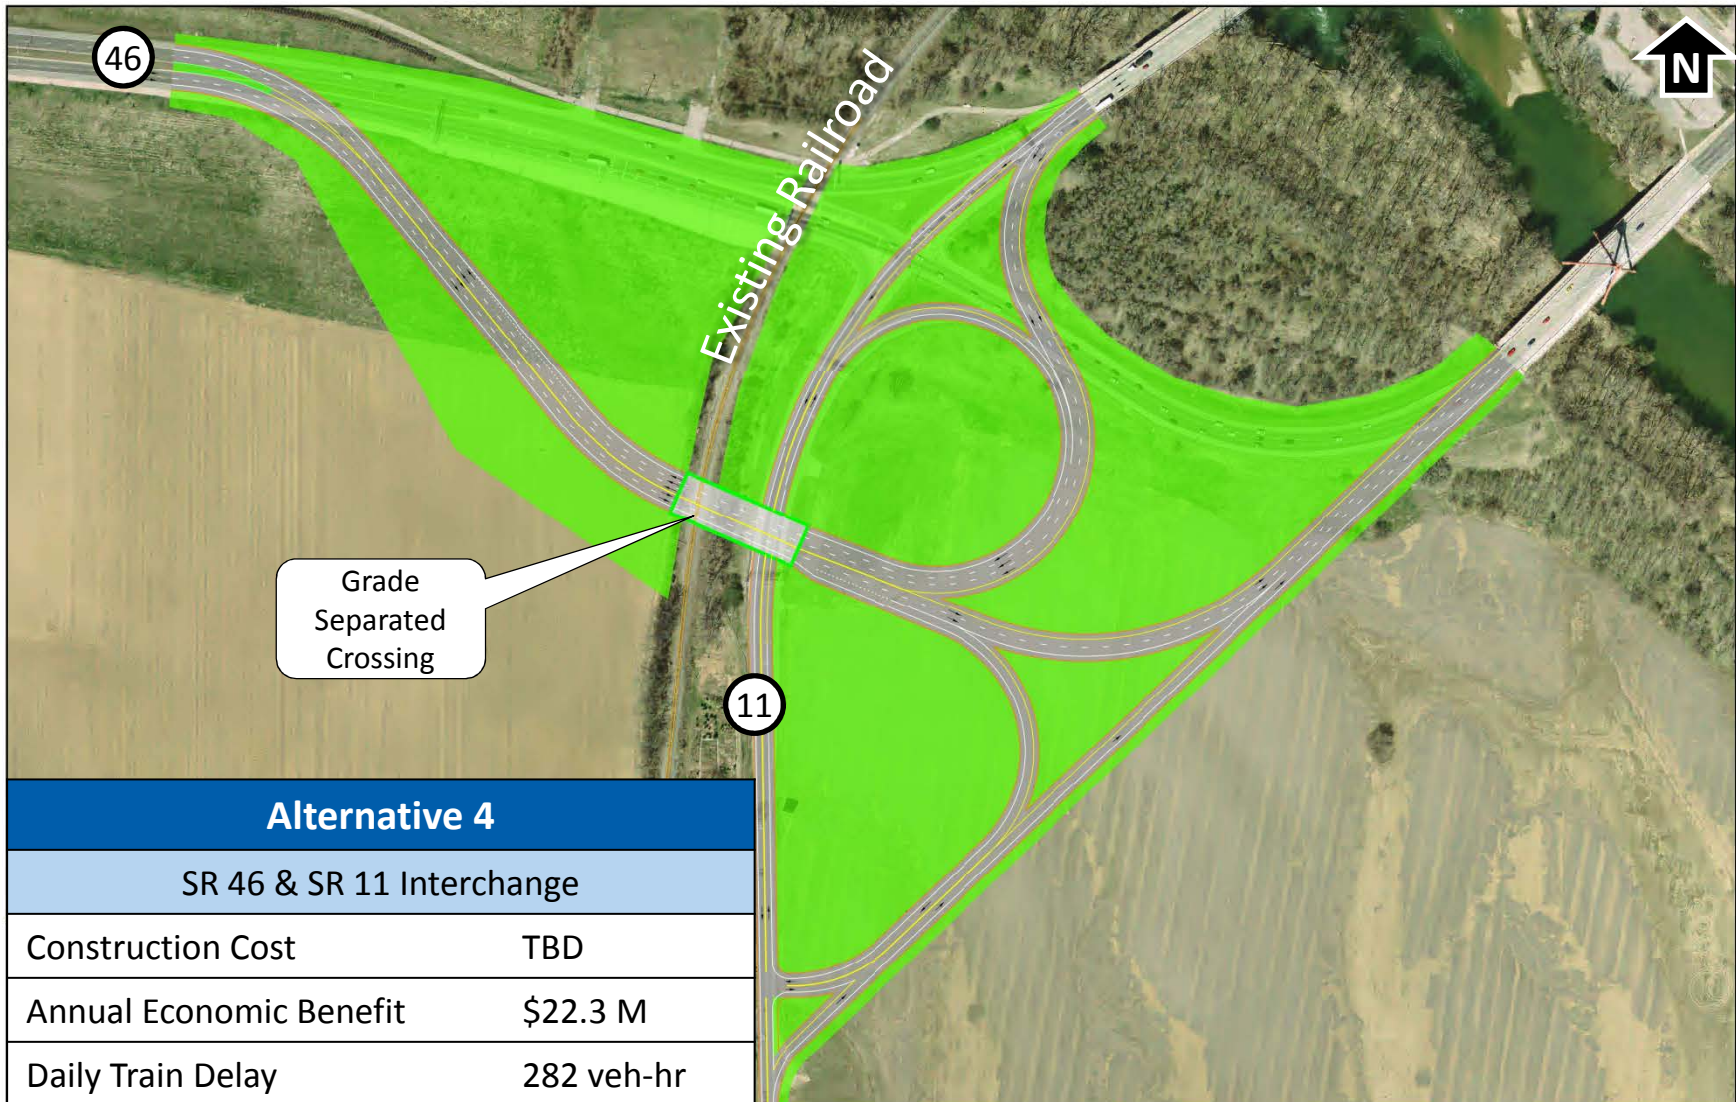 46
N
Existing Railroad
Grade
Separated
Crossing
11
Alternative 4
SR 46 & SR 11 Interchange
Construction Cost TBD
Annual Economic Benefit $22.3 M
Daily Train Delay 282 veh-hr